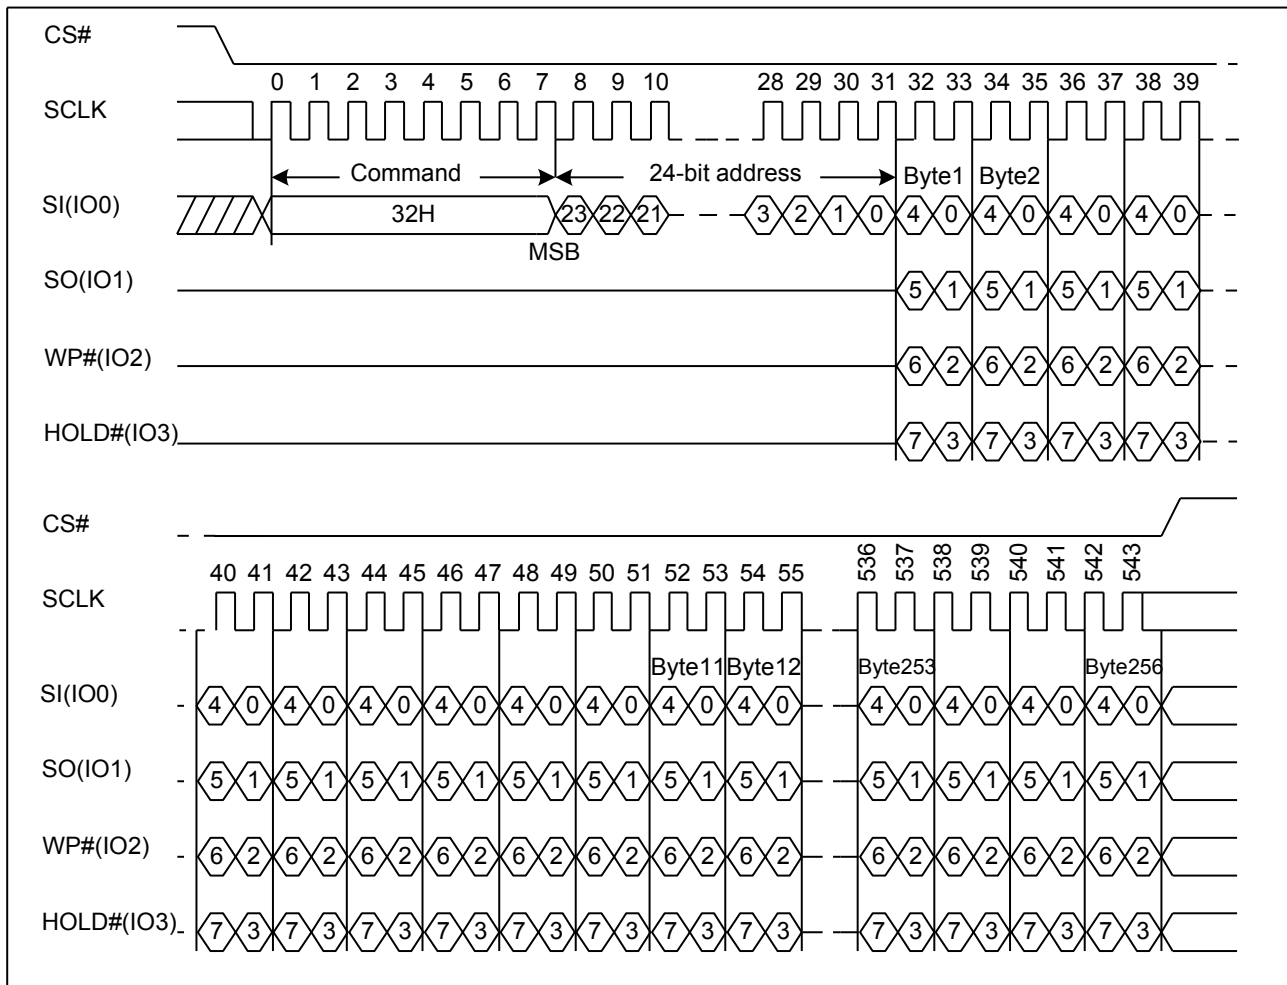 CS#
0 1 2 3 4 5 6 7 8 9 10 28 29 30 31 32 33 34 35 36 37 38 39
SCLK
Command 24-bit address Byte1 Byte2
SI(IO0) 32H 23 22 21 3 2 1 0 4 0 4 0 4 0 4 0
MSB
SO(IO1) 5 1 5 1 5 1 5 1
WP#(IO2) 6 2 6 2 6 2 6 2
HOLD#(IO3) 7 3 7 3 7 3 7 3
CS#
40 41 42 43 44 45 46 47 48 49 50 51 52 53 54 55 536 537 538 539 540 541 542 543
SCLK
Byte11 Byte12 Byte253 Byte256
SI(IO0) 4 0 4 0 4 0 4 0 4 0 4 0 4 0 4 0 4 0 4 0 4 0 4 0
SO(IO1) 5 1 5 1 5 1 5 1 5 1 5 1 5 1 5 1 5 1 5 1 5 1 5 1
WP#(IO2) 6 2 6 2 6 2 6 2 6 2 6 2 6 2 6 2 6 2 6 2 6 2 6 2
HOLD#(IO3) 7 3 7 3 7 3 7 3 7 3 7 3 7 3 7 3 7 3 7 3 7 3 7 3